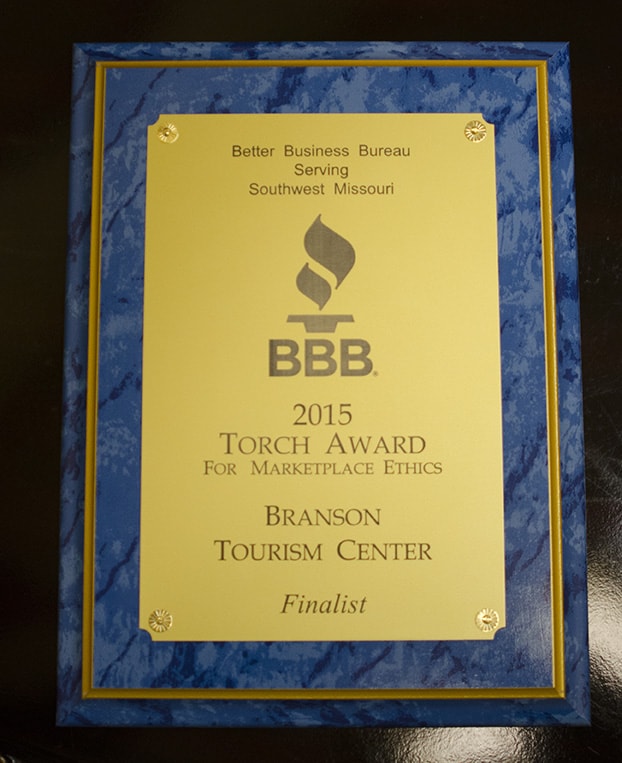 Better Business Bureau
Serving
Southwest Missouri
BBB®
2015
TORCH AWARD
FOR MARKETPLACE ETHICS
BRANSON
TOURISM CENTER
Finalist